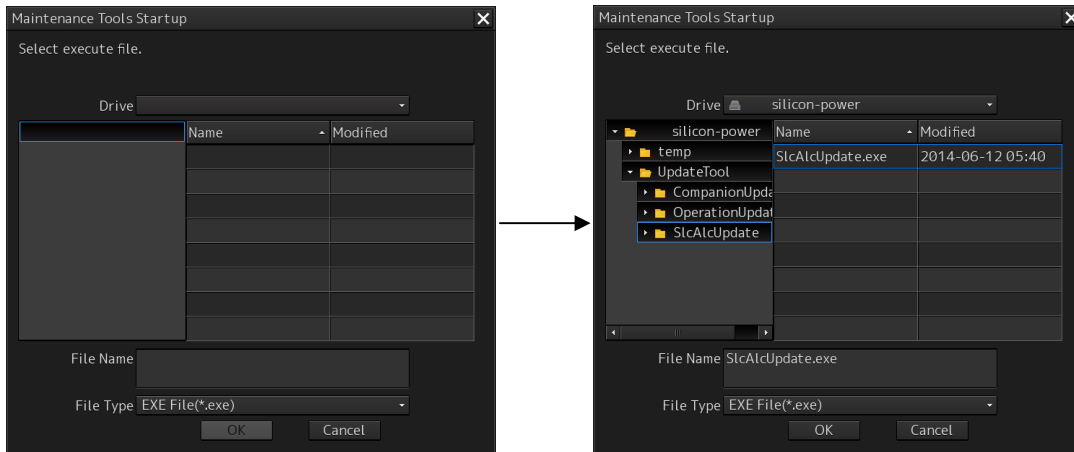 Maintenance Tools Startup
Select execute file.
Drive
Name Modified
File Name
File Type EXE File(*.exe)
OK Cancel
Maintenance Tools Startup
Select execute file.
Drive silicon-power
silicon-power Name Modified
temp SlcAlcUpdate.exe 2014-06-12 05:40
UpdateTool
CompanionUpda
OperationUpdat
SlcAlcUpdate
File Name SlcAlcUpdate.exe
File Type EXE File(*.exe)
OK Cancel